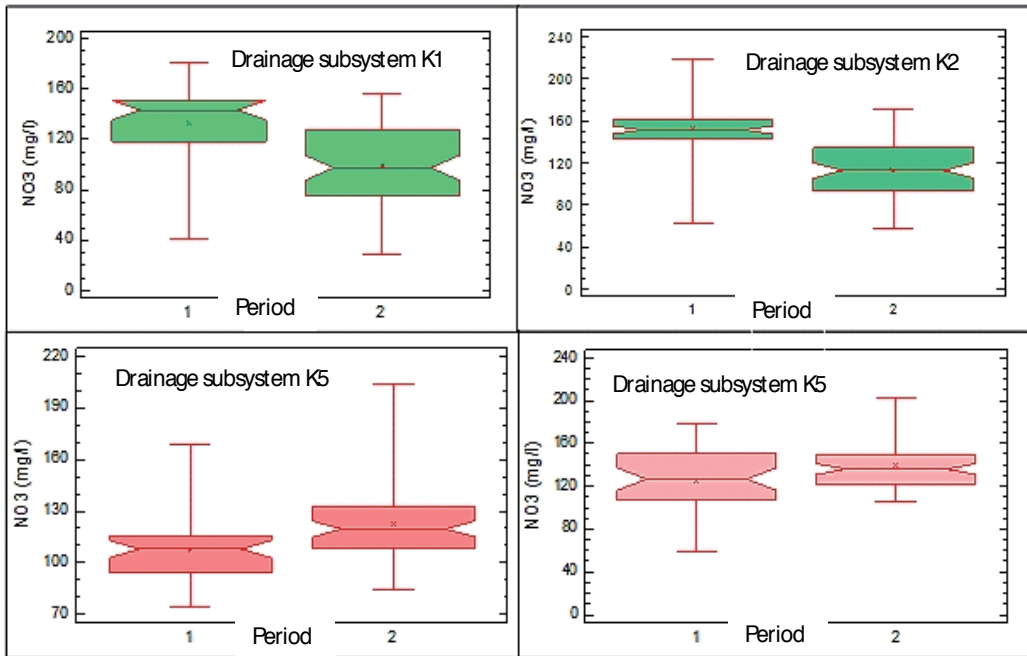 Drainage subsystem K1
NO3 (mg/l)
200
160
120
80
40
0
1
Period
2
Drainage subsystem K2
NO3 (mg/l)
240
200
160
120
80
40
0
1
Period
2
Drainage subsystem K5
NO3 (mg/l)
220
190
160
130
100
70
1
Period
2
Drainage subsystem K5
NO3 (mg/l)
240
200
160
120
80
40
0
1
Period
2